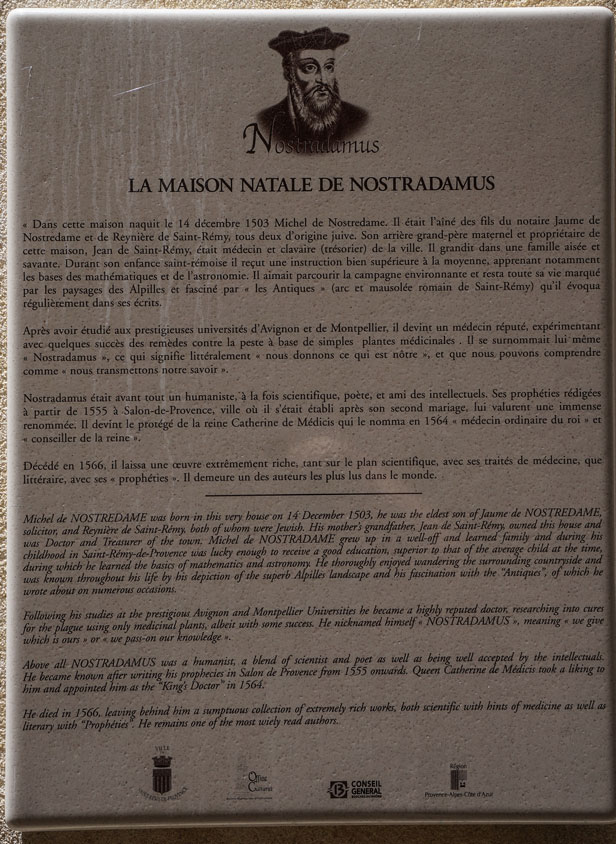 Nostradamus
LA MAISON NATALE DE NOSTRADAMUS
« Dans cette maison naquit le 14 décembre 1503 Michel de Nostredame. Il était l'aîné des fils du notaire Jaume de
Nostredame et de Reynière de Saint-Rémy, tous deux d'origine juive. Son arrière grand-père maternel et propriétaire de
cette maison, Jean de Saint-Rémy, était médecin et clavaire (trésorier) de la ville. Il grandit dans une famille aisée et
savante. Durant son enfance saint-rémoise il reçut une instruction bien supérieure à la moyenne, apprenant notamment
les bases des mathématiques et de l'astronomie. Il aimait parcourir la campagne environnante et resta toute sa vie marqué
par les paysages des Alpilles et fasciné par « les Antiques » (arc et mausolée romain de Saint-Rémy) qu'il évoqua
régulièrement dans ses écrits.
Après avoir étudié aux prestigieuses universités d'Avignon et de Montpellier, il devint un médecin réputé, expérimentant
avec quelques succès des remèdes contre la peste à base de simples plantes médicinales . Il se surnommait lui même
« Nostradamus », ce qui signifie littéralement « nous donnons ce qui est nôtre », et que nous pouvons comprendre
comme « nous transmettons notre savoir ».
Nostradamus était avant tout un humaniste, à la fois scientifique, poète, et ami des intellectuels. Ses prophéties rédigées
à partir de 1555 à Salon-de-Provence, ville où il s'était établi après son second mariage, lui valurent une immense
renommée. Il devint le protégé de la reine Catherine de Médicis qui le nomma en 1564 « médecin ordinaire du roi » et
« conseiller de la reine ».
Décédé en 1566, il laissa une œuvre extrêmement riche, tant sur le plan scientifique, avec ses traités de médecine, que
littéraire, avec ses « prophéties ». Il demeure un des auteurs les plus lus dans le monde.
Michel de NOSTREDAME was born in this very house on 14 December 1503, he was the eldest son of Jaume de NOSTREDAME,
solicitor, and Reynière de Saint-Rémy, both of whom were Jewish. His mother's grandfather, Jean de Saint-Rémy, owned this house and
was Doctor and Treasurer of the town. Michel de NOSTRADAME grew up in a well-off and learned family and during his
childhood in Saint-Rémy-de-Provence was lucky enough to receive a good education, superior to that of the average child at the time,
during which he learned the basics of mathematics and astronomy. He thoroughly enjoyed wandering the surrounding countryside and
was known throughout his life by his depiction of the superb Alpilles landscape and his fascination with the "Antiques", of which he
wrote about on numerous occasions.
Following his studies at the prestigious Avignon and Montpellier Universities he became a highly reputed doctor, researching into cures
for the plague using only medicinal plants, albeit with some success. He nicknamed himself « NOSTRADAMUS », meaning « we give
which is ours » or « we pass-on our knowledge ».
Above all NOSTRADAMUS was a humanist, a blend of scientist and poet as well as being well accepted by the intellectuals.
He became known after writing his prophecies in Salon de Provence from 1555 onwards. Queen Catherine de Médicis took a liking to
him and appointed him as the "King's Doctor" in 1564.
He died in 1566, leaving behind him a sumptuous collection of extremely rich works, both scientific with hints of medicine as well as
literary with "Prophéties". He remains one of the most wiely read authors.
VILLE
Office
Culturel
CONSEIL
GENERAL
Région
Provence-Alpes-Côte d'Azur